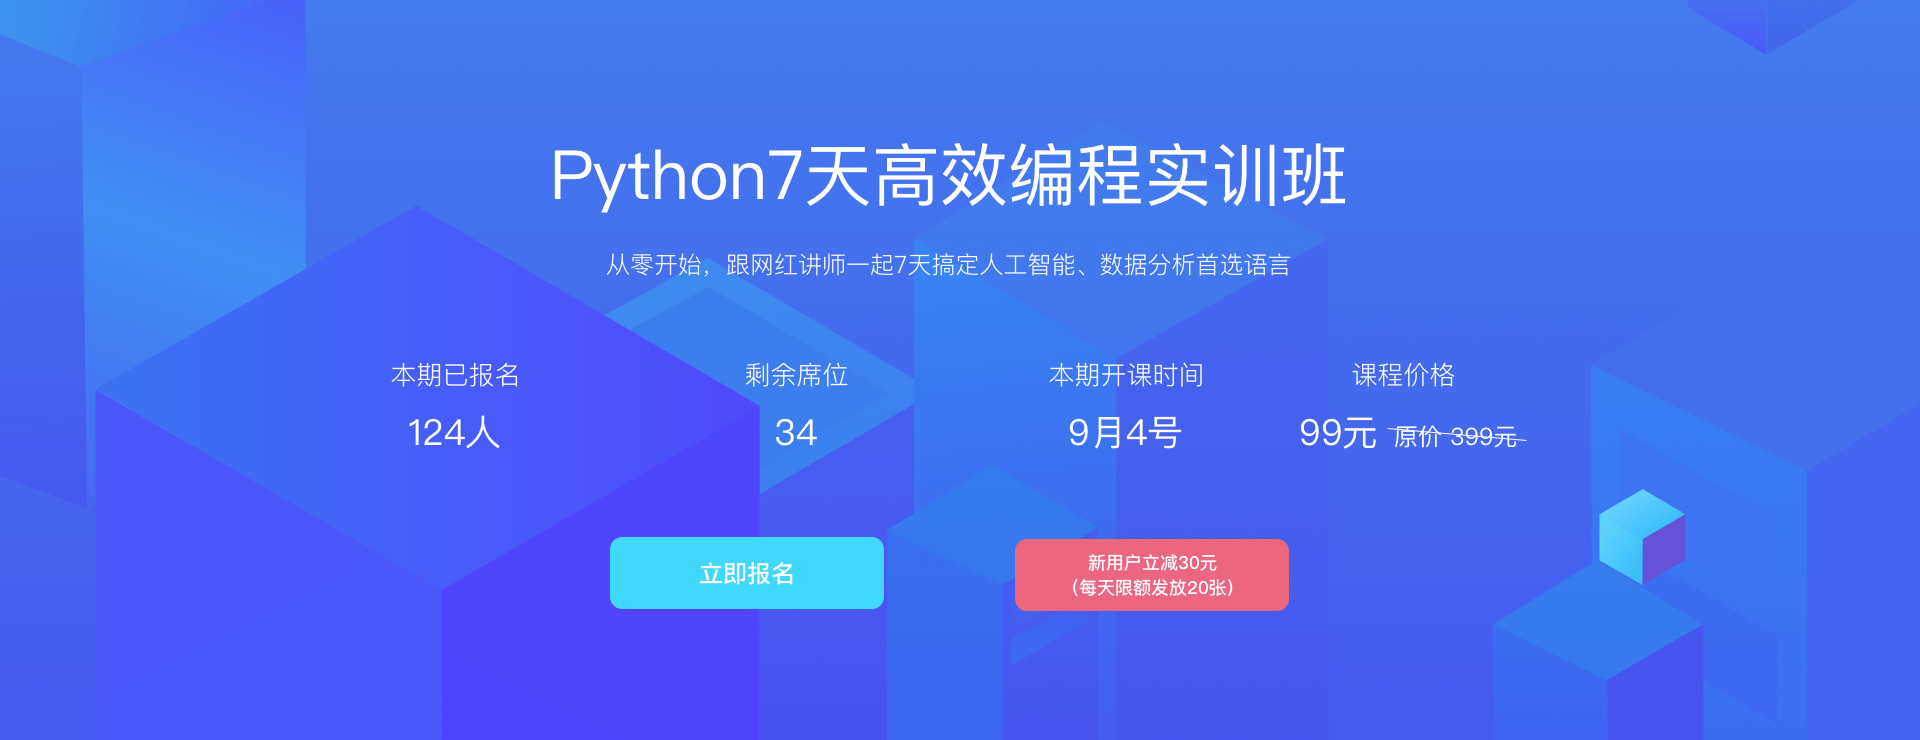 Python7天高效编程实训班
从零开始，跟网红讲师一起7天搞定人工智能、数据分析首选语言
本期已报名 剩余席位 本期开课时间 课程价格
124人 34 9月4号 99元 原价 399元
立即报名 新用户立减30元
（每天限额发放20张）